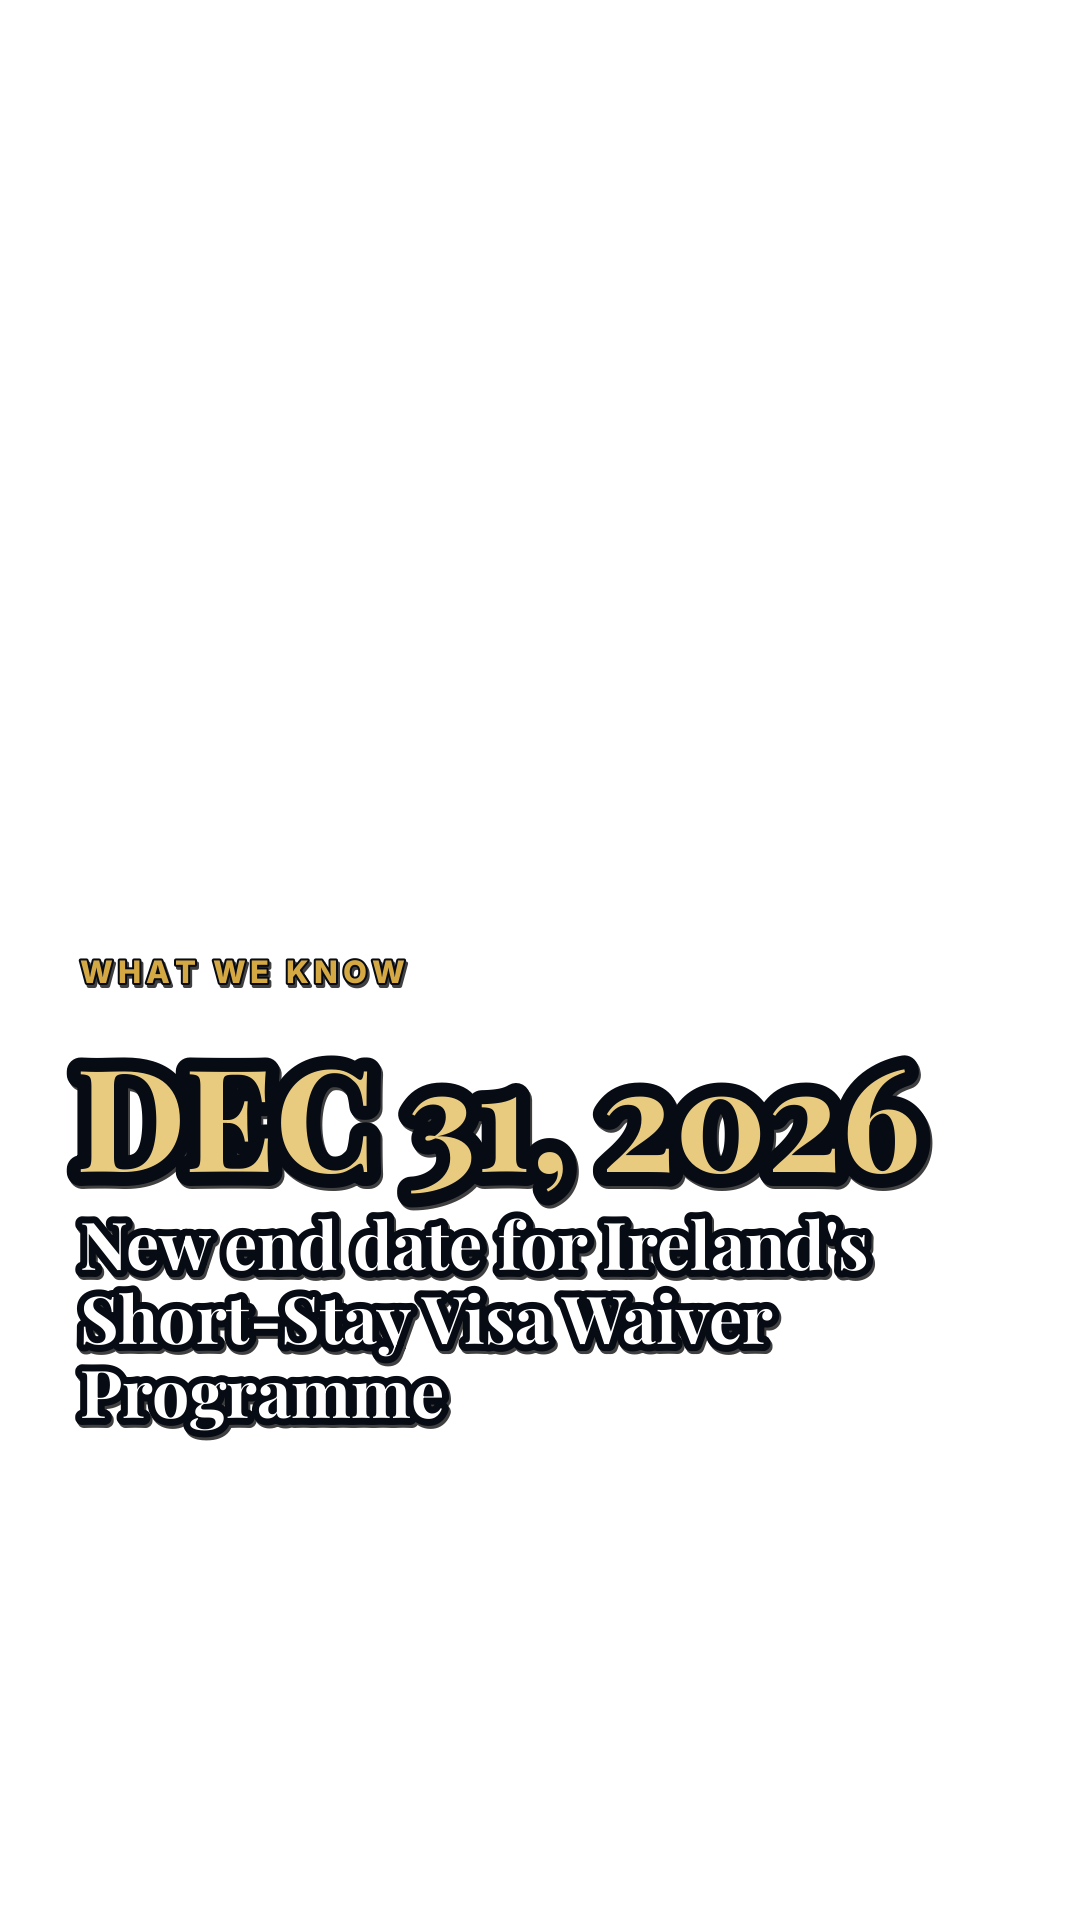 WHAT WE KNOW
DEC 31, 2026
New end date for Ireland's
Short-Stay Visa Waiver
Programme